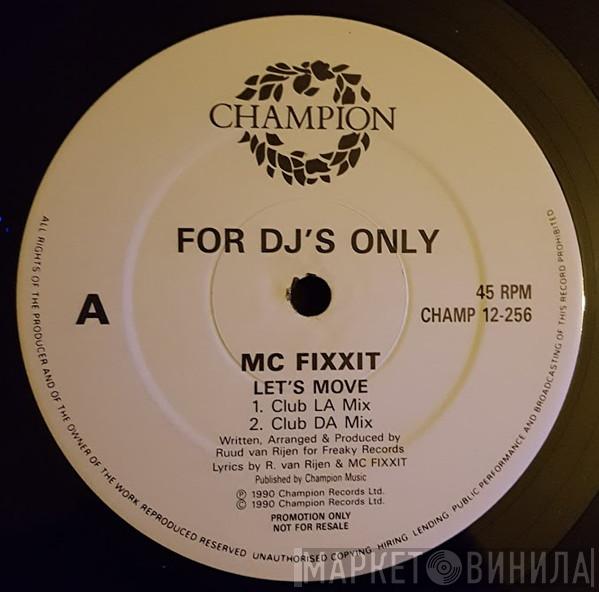 CHAMPION
FOR DJ'S ONLY
A
45 RPM
CHAMP 12-256
MC FIXXIT
LET'S MOVE
1. Club LA Mix
2. Club DA Mix
Written, Arranged & Produced by
Ruud van Rijen for Freaky Records
Lyrics by R. van Rijen & MC FIXXIT
Published by Champion Music
Ⓟ 1990 Champion Records Ltd.
© 1990 Champion Records Ltd.
PROMOTION ONLY
NOT FOR RESALE
ALL RIGHTS OF THE PRODUCER AND OF THE OWNER OF THE WORK REPRODUCED RESERVED UNAUTHORISED COPYING, HIRING, LENDING, PUBLIC PERFORMANCE AND BROADCASTING OF THIS RECORD PROHIBITED
МАРКЕТ ВИНИЛА